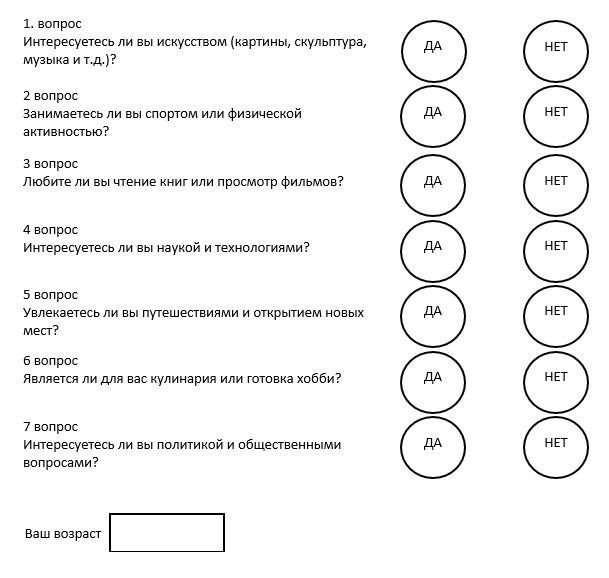 1. вопрос
Интересуетесь ли вы искусством (картины, скульптура,
музыка и т.д.)?
ДА
НЕТ
2 вопрос
Занимаетесь ли вы спортом или физической
активностью?
ДА
НЕТ
3 вопрос
Любите ли вы чтение книг или просмотр фильмов?
ДА
НЕТ
4 вопрос
Интересуетесь ли вы наукой и технологиями?
ДА
НЕТ
5 вопрос
Увлекаетесь ли вы путешествиями и открытием новых
мест?
ДА
НЕТ
6 вопрос
Является ли для вас кулинария или готовка хобби?
ДА
НЕТ
7 вопрос
Интересуетесь ли вы политикой и общественными
вопросами?
ДА
НЕТ
Ваш возраст